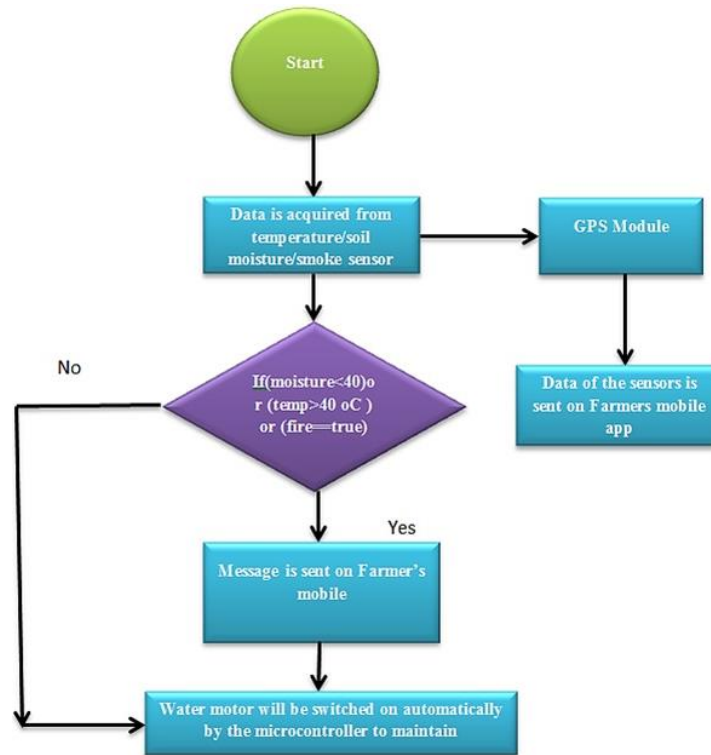 Start
Data is acquired from
temperature/soil
moisture/smoke sensor
GPS Module
No
If(moisture<40)o
r (temp>40 oC )
or (fire==true)
Data of the sensors is
sent on Farmers mobile
app
Yes
Message is sent on Farmer’s
mobile
Water motor will be switched on automatically
by the microcontroller to maintain